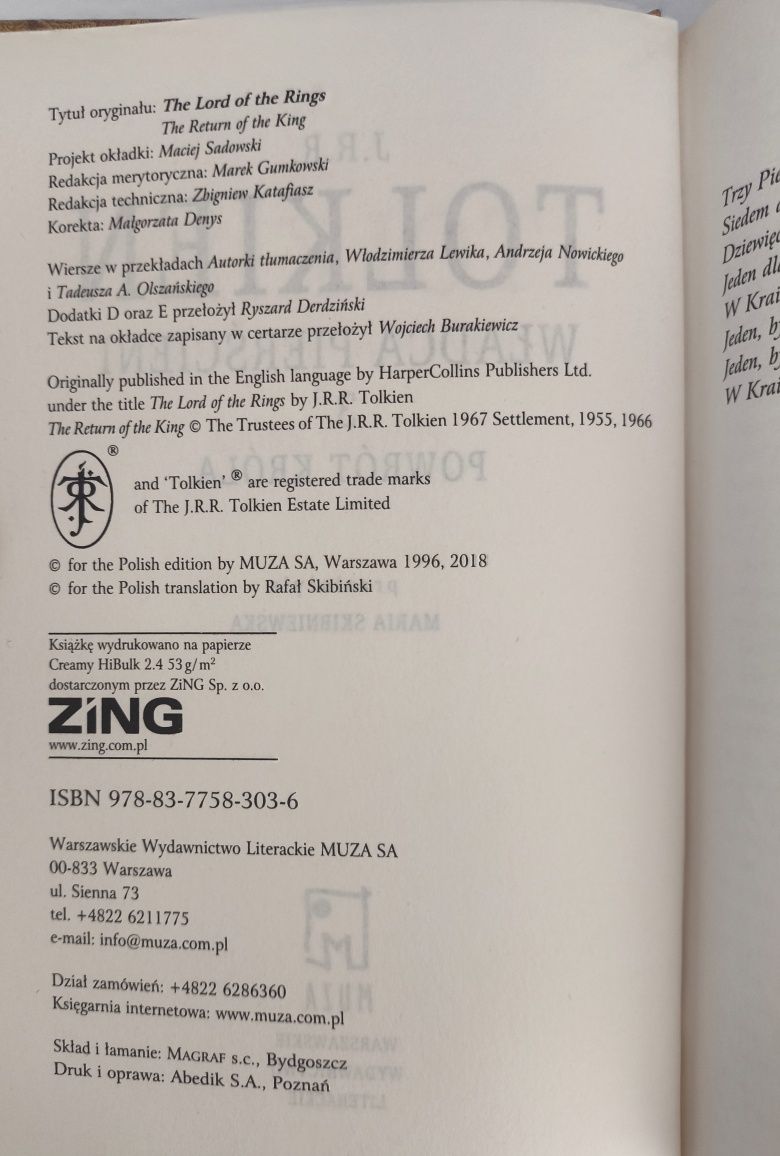 Tytuł oryginału: The Lord of the Rings
The Return of the King
Projekt okładki: Maciej Sadowski
Redakcja merytoryczna: Marek Gumkowski
Redakcja techniczna: Zbigniew Katafiasz
Korekta: Małgorzata Denys
Wiersze w przekładach Autorki tłumaczenia, Włodzimierza Lewika, Andrzeja Nowickiego
i Tadeusza A. Olszańskiego
Dodatki D oraz E przełożył Ryszard Derdziński
Tekst na okładce zapisany w certarze przełożył Wojciech Burakiewicz
Originally published in the English language by HarperCollins Publishers Ltd.
under the title The Lord of the Rings by J.R.R. Tolkien
The Return of the King © The Trustees of The J.R.R. Tolkien 1967 Settlement, 1955, 1966
®
and ‘Tolkien’ ® are registered trade marks
of The J.R.R. Tolkien Estate Limited
© for the Polish edition by MUZA SA, Warszawa 1996, 2018
© for the Polish translation by Rafał Skibiński
Książkę wydrukowano na papierze
Creamy HiBulk 2.4 53 g/m²
dostarczonym przez ZiNG Sp. z o.o.
ZiNG
www.zing.com.pl
ISBN 978-83-7758-303-6
Warszawskie Wydawnictwo Literackie MUZA SA
00-833 Warszawa
ul. Sienna 73
tel. +4822 6211775
e-mail: info@muza.com.pl
Dział zamówień: +4822 6286360
Księgarnia internetowa: www.muza.com.pl
Skład i łamanie: MAGRAF s.c., Bydgoszcz
Druk i oprawa: Abedik S.A., Poznań
Trzy
Siedem
Jeden
W
Jeden,
Jeden,
W